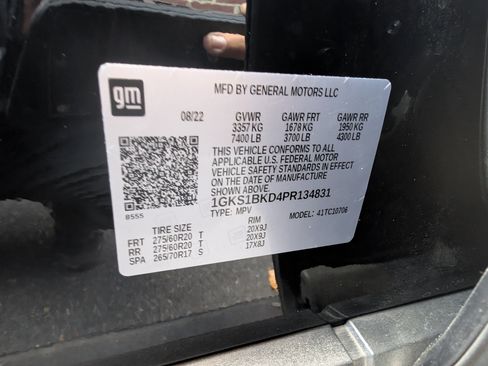 gm
MFD BY GENERAL MOTORS LLC
08/22 GVWR GAWR FRT GAWR RR
3357 KG 1678 KG 1950 KG
7400 LB 3700 LB 4300 LB
THIS VEHICLE CONFORMS TO ALL
APPLICABLE U.S. FEDERAL MOTOR
VEHICLE SAFETY STANDARDS IN EFFECT
ON THE DATE OF MANUFACTURE
SHOWN ABOVE.
1GKS1BKD4PR134831
8555 TYPE: MPV MODEL: 41TC10706
TIRE SIZE RIM
FRT 275/60R20 T 20X9J
RR 275/60R20 T 20X9J
SPA 265/70R17 S 17X8J